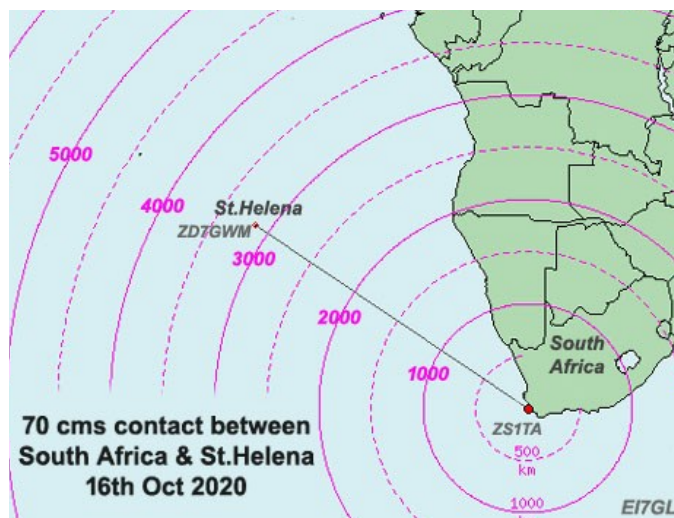 5000
4000
St.Helena
ZD7GWM
3000
2000
1000
South
Africa
ZS1TA
500
km
1000
70 cms contact between
South Africa & St.Helena
16th Oct 2020
EI7GL